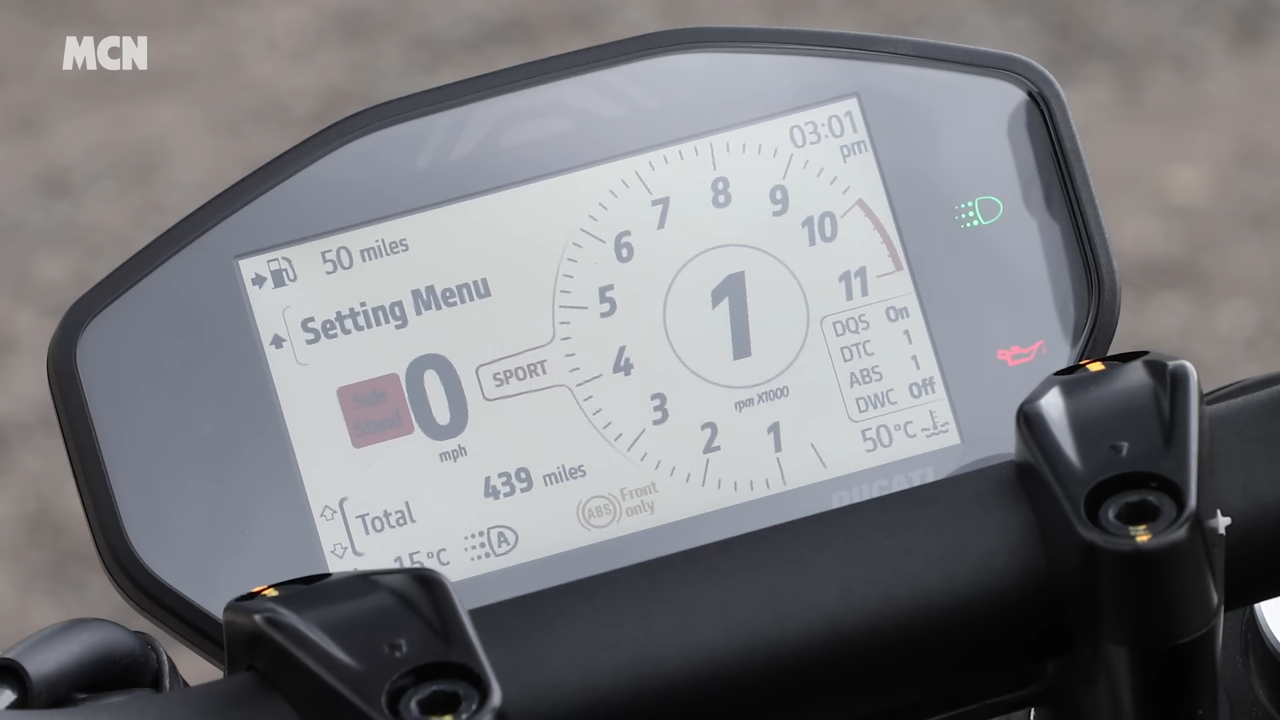 MCN
03:01
pm
50 miles
Setting Menu
SPORT
Side
Stand
0
mph
439 miles
Total
15°C
A
ABS
Front
only
1
2
3
4
5
6
7
8
9
10
11
1
rpm X1000
DQS On
DTC 1
ABS 1
DWC Off
50°C
DUCATI